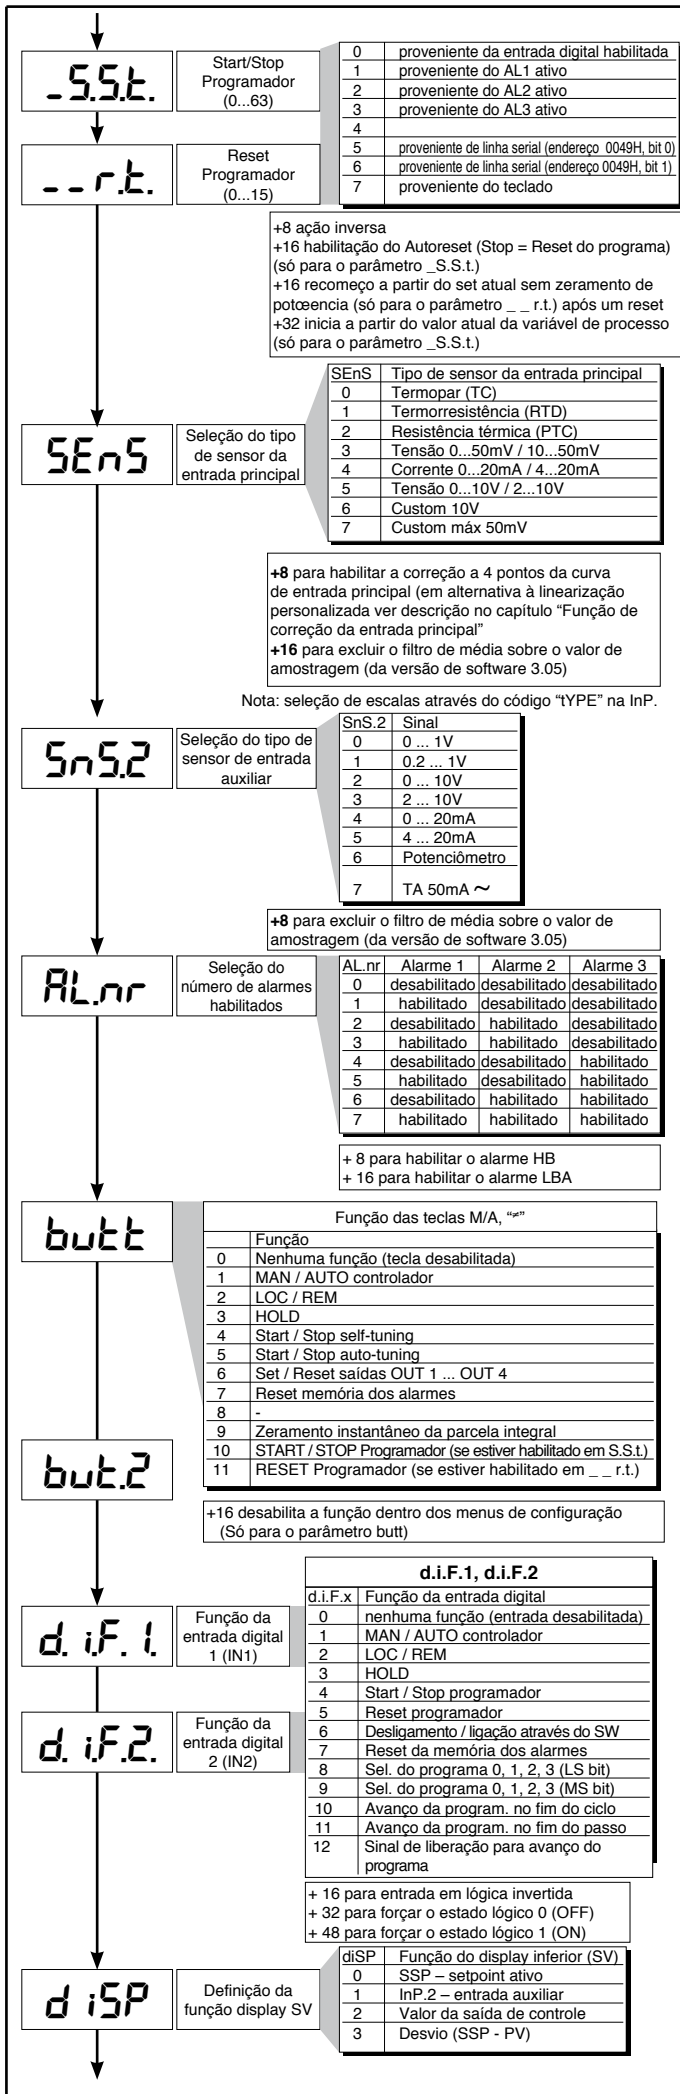 _S.S.t.
Start/Stop
Programador
(0...63)
0 proveniente da entrada digital habilitada
1 proveniente do AL1 ativo
2 proveniente do AL2 ativo
3 proveniente do AL3 ativo
4
5 proveniente de linha serial (endereço 0049H, bit 0)
6 proveniente de linha serial (endereço 0049H, bit 1)
7 proveniente do teclado
_ _ r.t.
Reset
Programador
(0...15)
+8 ação inversa
+16 habilitação do Autoreset (Stop = Reset do programa)
(só para o parâmetro _S.S.t.)
+16 recomeço a partir do set atual sem zeramento de
potœencia (só para o parâmetro _ _ r.t.) após um reset
+32 inicia a partir do valor atual da variável de processo
(só para o parâmetro _S.S.t.)
SEnS
Seleção do tipo
de sensor da
entrada principal
SEnS Tipo de sensor da entrada principal
0 Termopar (TC)
1 Termorresistência (RTD)
2 Resistência térmica (PTC)
3 Tensão 0...50mV / 10...50mV
4 Corrente 0...20mA / 4...20mA
5 Tensão 0...10V / 2...10V
6 Custom 10V
7 Custom máx 50mV
+8 para habilitar a correção a 4 pontos da curva
de entrada principal (em alternativa à linearização
personalizada ver descrição no capítulo “Função de
correção da entrada principal”
+16 para excluir o filtro de média sobre o valor de
amostragem (da versão de software 3.05)
Nota: seleção de escalas através do código “tYPE” na InP.
SnS.2
Seleção do tipo de
sensor de entrada
auxiliar
SnS.2 Sinal
0 0 ... 1V
1 0.2 ... 1V
2 0 ... 10V
3 2 ... 10V
4 0 ... 20mA
5 4 ... 20mA
6 Potenciômetro
7 TA 50mA ~
+8 para excluir o filtro de média sobre o valor de
amostragem (da versão de software 3.05)
AL.nr
Seleção do
número de alarmes
habilitados
AL.nr Alarme 1 Alarme 2 Alarme 3
0 desabilitado desabilitado desabilitado
1 habilitado desabilitado desabilitado
2 desabilitado habilitado desabilitado
3 habilitado habilitado desabilitado
4 desabilitado desabilitado habilitado
5 habilitado desabilitado habilitado
6 desabilitado habilitado habilitado
7 habilitado habilitado habilitado
+ 8 para habilitar o alarme HB
+ 16 para habilitar o alarme LBA
butt
Função das teclas M/A, “≠”
Função
0 Nenhuma função (tecla desabilitada)
1 MAN / AUTO controlador
2 LOC / REM
3 HOLD
4 Start / Stop self-tuning
5 Start / Stop auto-tuning
6 Set / Reset saídas OUT 1 ... OUT 4
7 Reset memória dos alarmes
8 -
9 Zeramento instantâneo da parcela integral
10 START / STOP Programador (se estiver habilitado em S.S.t.)
11 RESET Programador (se estiver habilitado em _ _ r.t.)
but.2
+16 desabilita a função dentro dos menus de configuração
(Só para o parâmetro butt)
d.i.F.1, d.i.F.2
d.i.F.x Função da entrada digital
0 nenhuma função (entrada desabilitada)
1 MAN / AUTO controlador
2 LOC / REM
3 HOLD
4 Start / Stop programador
5 Reset programador
6 Desligamento / ligação através do SW
7 Reset da memória dos alarmes
8 Sel. do programa 0, 1, 2, 3 (LS bit)
9 Sel. do programa 0, 1, 2, 3 (MS bit)
10 Avanço da program. no fim do ciclo
11 Avanço da program. no fim do passo
12 Sinal de liberação para avanço do
programa
d. i.F. 1.
Função da
entrada digital
1 (IN1)
d. i.F.2.
Função da
entrada digital
2 (IN2)
+ 16 para entrada em lógica invertida
+ 32 para forçar o estado lógico 0 (OFF)
+ 48 para forçar o estado lógico 1 (ON)
d iSP
Definição da
função display SV
diSP Função do display inferior (SV)
0 SSP – setpoint ativo
1 InP.2 – entrada auxiliar
2 Valor da saída de controle
3 Desvio (SSP - PV)